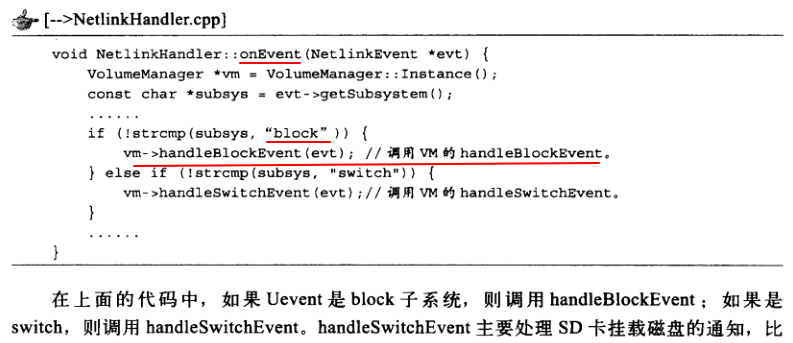 [-->NetlinkHandler.cpp]
void NetlinkHandler::onEvent(NetlinkEvent *evt) {
VolumeManager *vm = VolumeManager::Instance();
const char *subsys = evt->getSubsystem();
......
if (!strcmp(subsys, “block”)) {
vm->handleBlockEvent(evt); // 调用 VM 的 handleBlockEvent。
} else if (!strcmp(subsys, "switch")) {
vm->handleSwitchEvent(evt);// 调用 VM 的 handleSwitchEvent。
}
......
}
在上面的代码中，如果 Uevent 是 block 子系统，则调用 handleBlockEvent；如果是
switch，则调用 handleSwitchEvent。handleSwitchEvent 主要处理 SD 卡挂载磁盘的通知，比